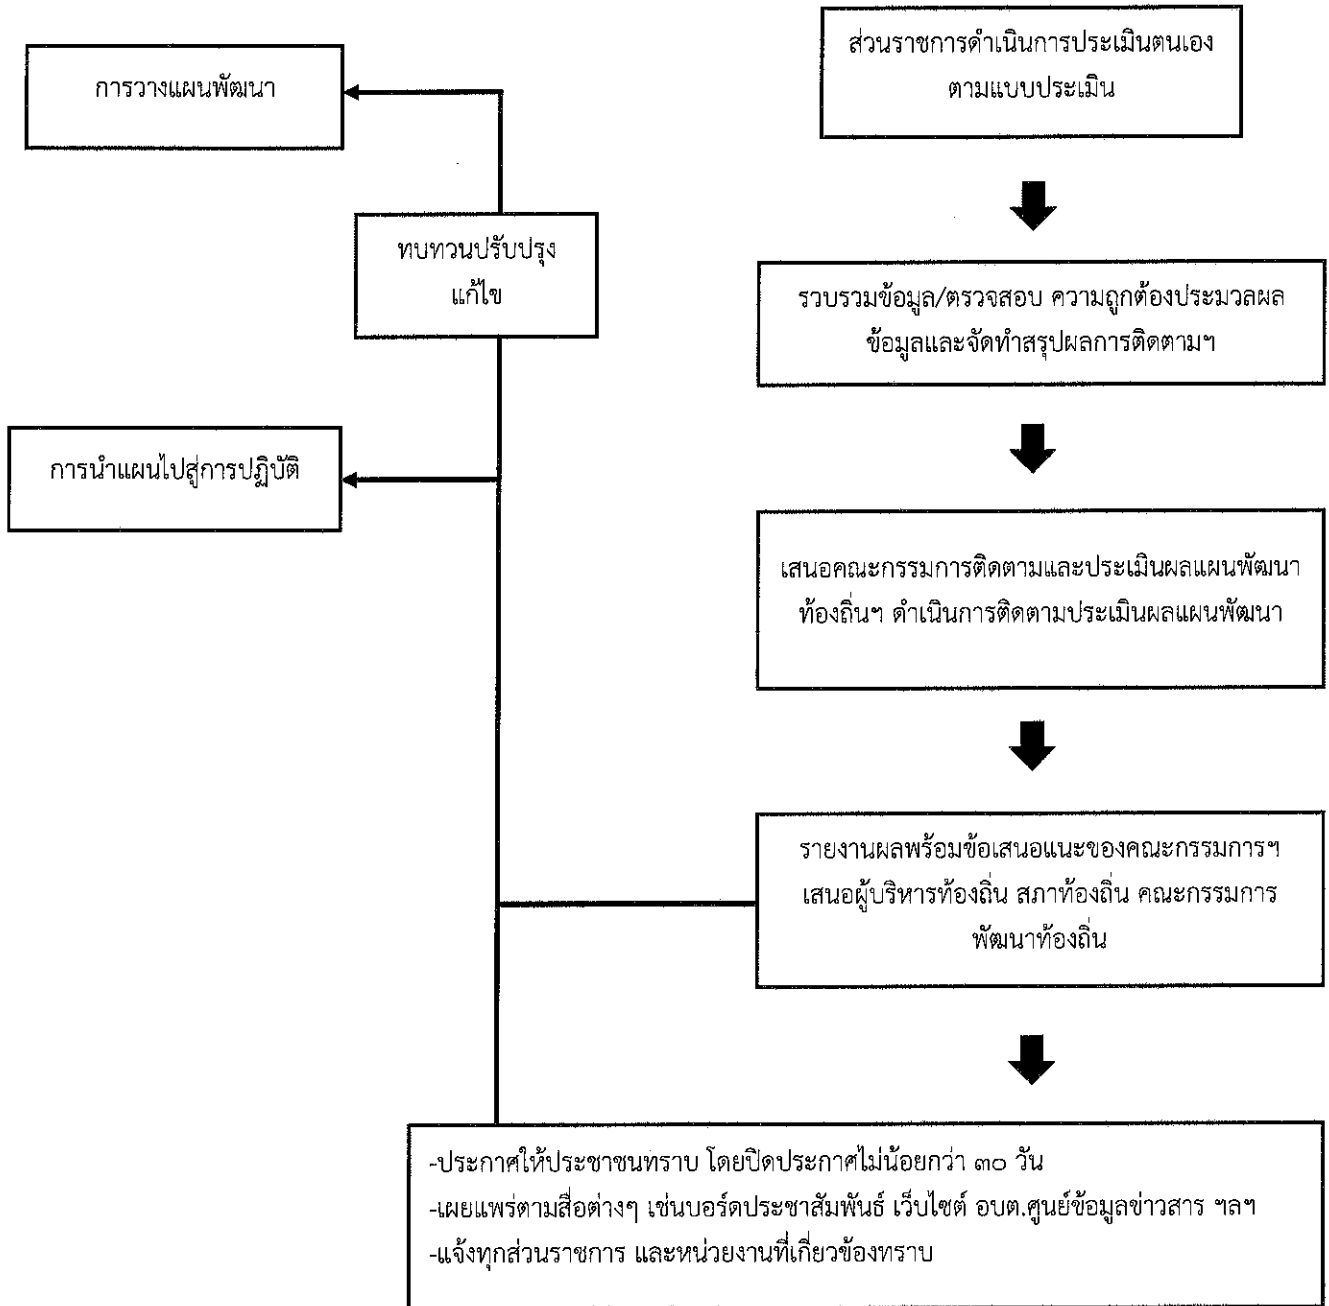 ส่วนราชการดำเนินการประเมินตนเอง
ตามแบบประเมิน
การวางแผนพัฒนา
ทบทวนปรับปรุง
แก้ไข
รวบรวมข้อมูล/ตรวจสอบ ความถูกต้องประมวลผล
ข้อมูลและจัดทำสรุปผลการติดตามฯ
การนำแผนไปสู่การปฏิบัติ
เสนอคณะกรรมการติดตามและประเมินผลแผนพัฒนา
ท้องถิ่นฯ ดำเนินการติดตามประเมินผลแผนพัฒนา
รายงานผลพร้อมข้อเสนอแนะของคณะกรรมการฯ
เสนอผู้บริหารท้องถิ่น สภาท้องถิ่น คณะกรรมการ
พัฒนาท้องถิ่น
-ประกาศให้ประชาชนทราบ โดยปิดประกาศไม่น้อยกว่า ๓๐ วัน
-เผยแพร่ตามสื่อต่างๆ เช่นบอร์ดประชาสัมพันธ์ เว็บไซต์ อบต.ศูนย์ข้อมูลข่าวสาร ฯลฯ
-แจ้งทุกส่วนราชการ และหน่วยงานที่เกี่ยวข้องทราบ